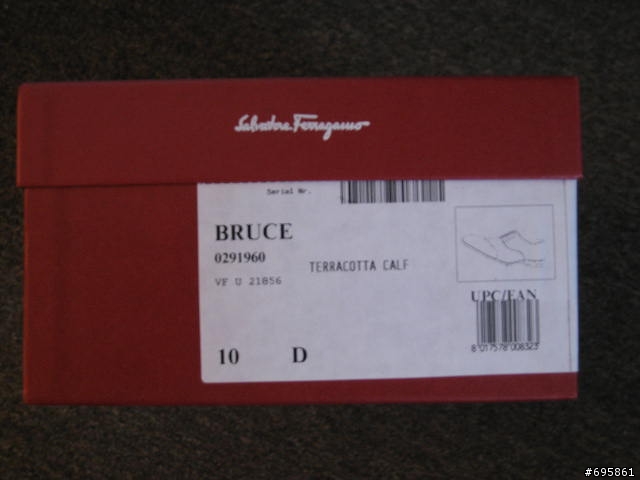 Salvatore Ferragamo
Serial Nr.
BRUCE
0291960
TERRACOTTA CALF
VF U 21856
UPC/EAN
8 017578 008323
10 D
#695861